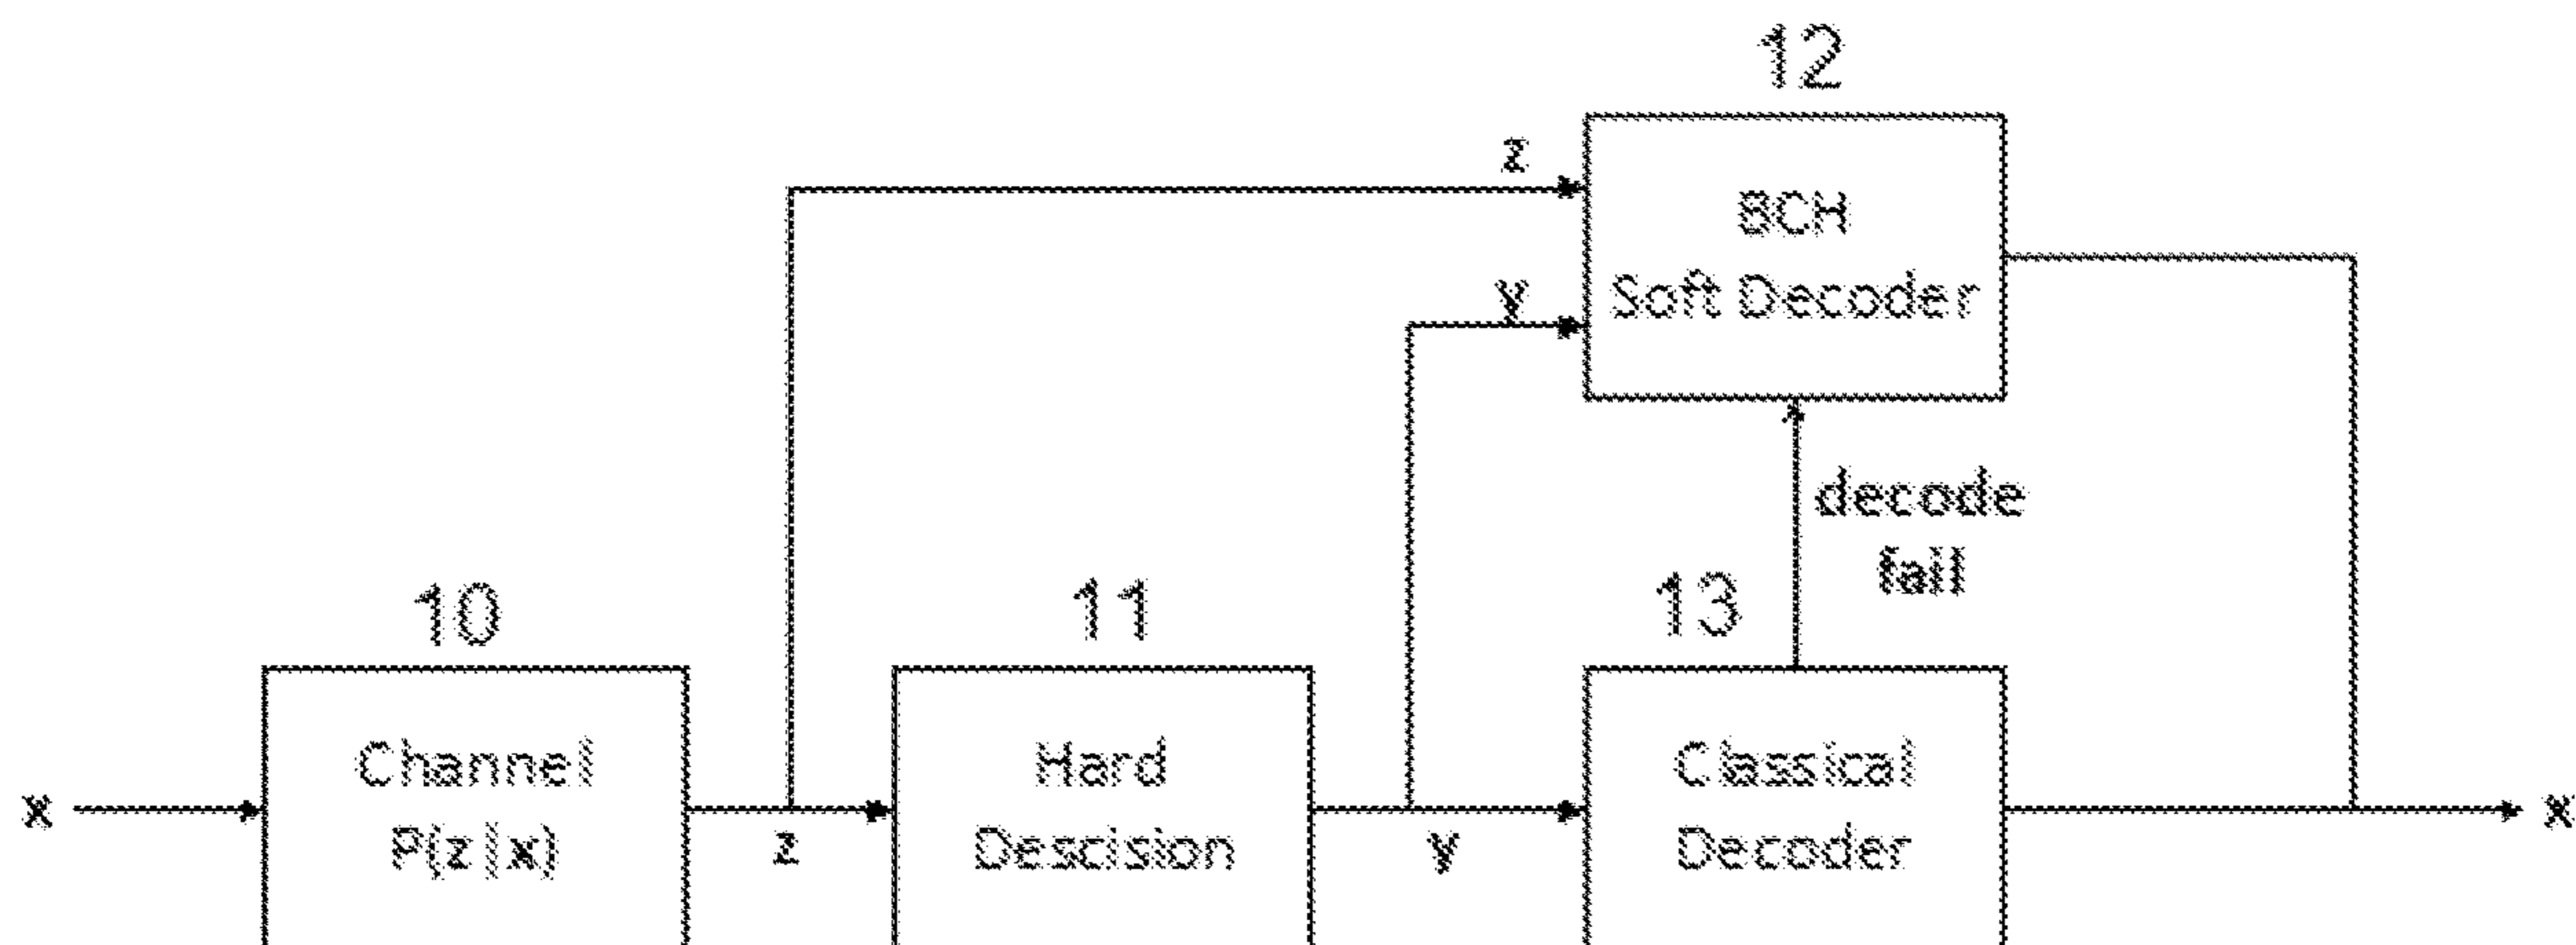 12
z
BCH
y
Soft Decoder
decode
fail
10
11
13
Channel
Hard
Classical
x
x
P(z|x)
z
Descision
y
Decoder